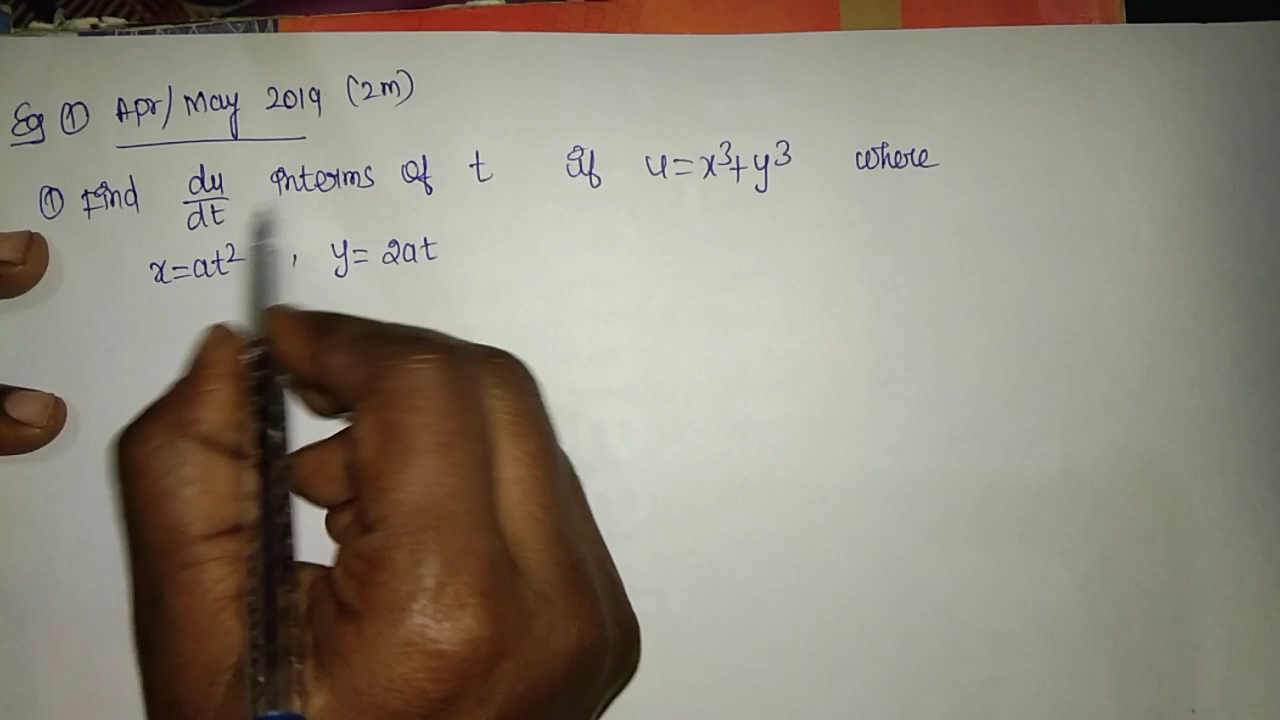 Eg ① Apr/May 2019 (2m)
① Find du/dt interms of t if u=x³+y³ where
x=at² , y=2at